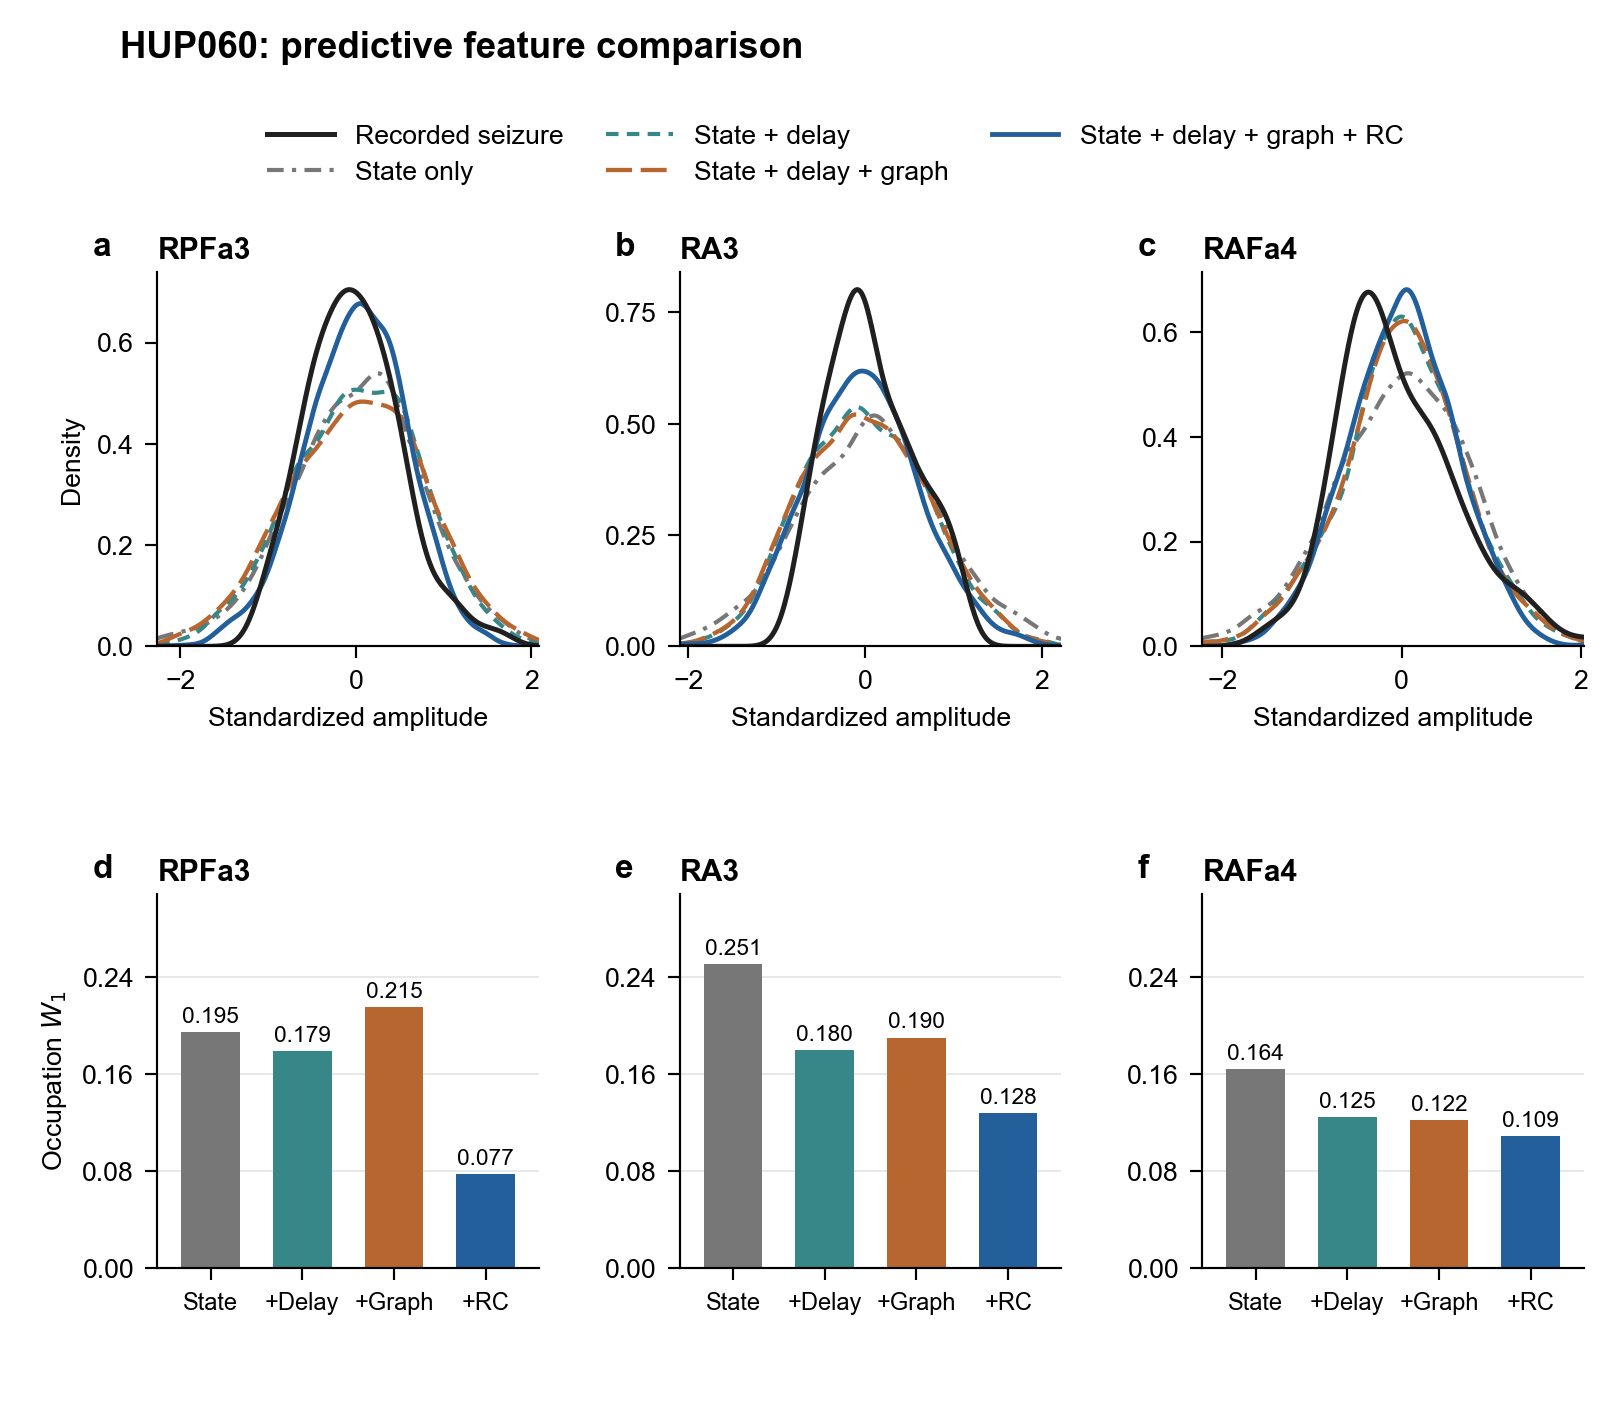 HUP060: predictive feature comparison
Recorded seizure
State only
State + delay
State + delay + graph
State + delay + graph + RC
a RPFa3
Density
0.6
0.4
0.2
0.0
−2 0 2
Standardized amplitude
b RA3
0.75
0.50
0.25
0.00
−2 0 2
Standardized amplitude
c RAFa4
0.6
0.4
0.2
0.0
−2 0 2
Standardized amplitude
d RPFa3
Occupation W1
0.24
0.16
0.08
0.00
0.195
0.179
0.215
0.077
State +Delay +Graph +RC
e RA3
0.24
0.16
0.08
0.00
0.251
0.180
0.190
0.128
State +Delay +Graph +RC
f RAFa4
0.24
0.16
0.08
0.00
0.164
0.125
0.122
0.109
State +Delay +Graph +RC